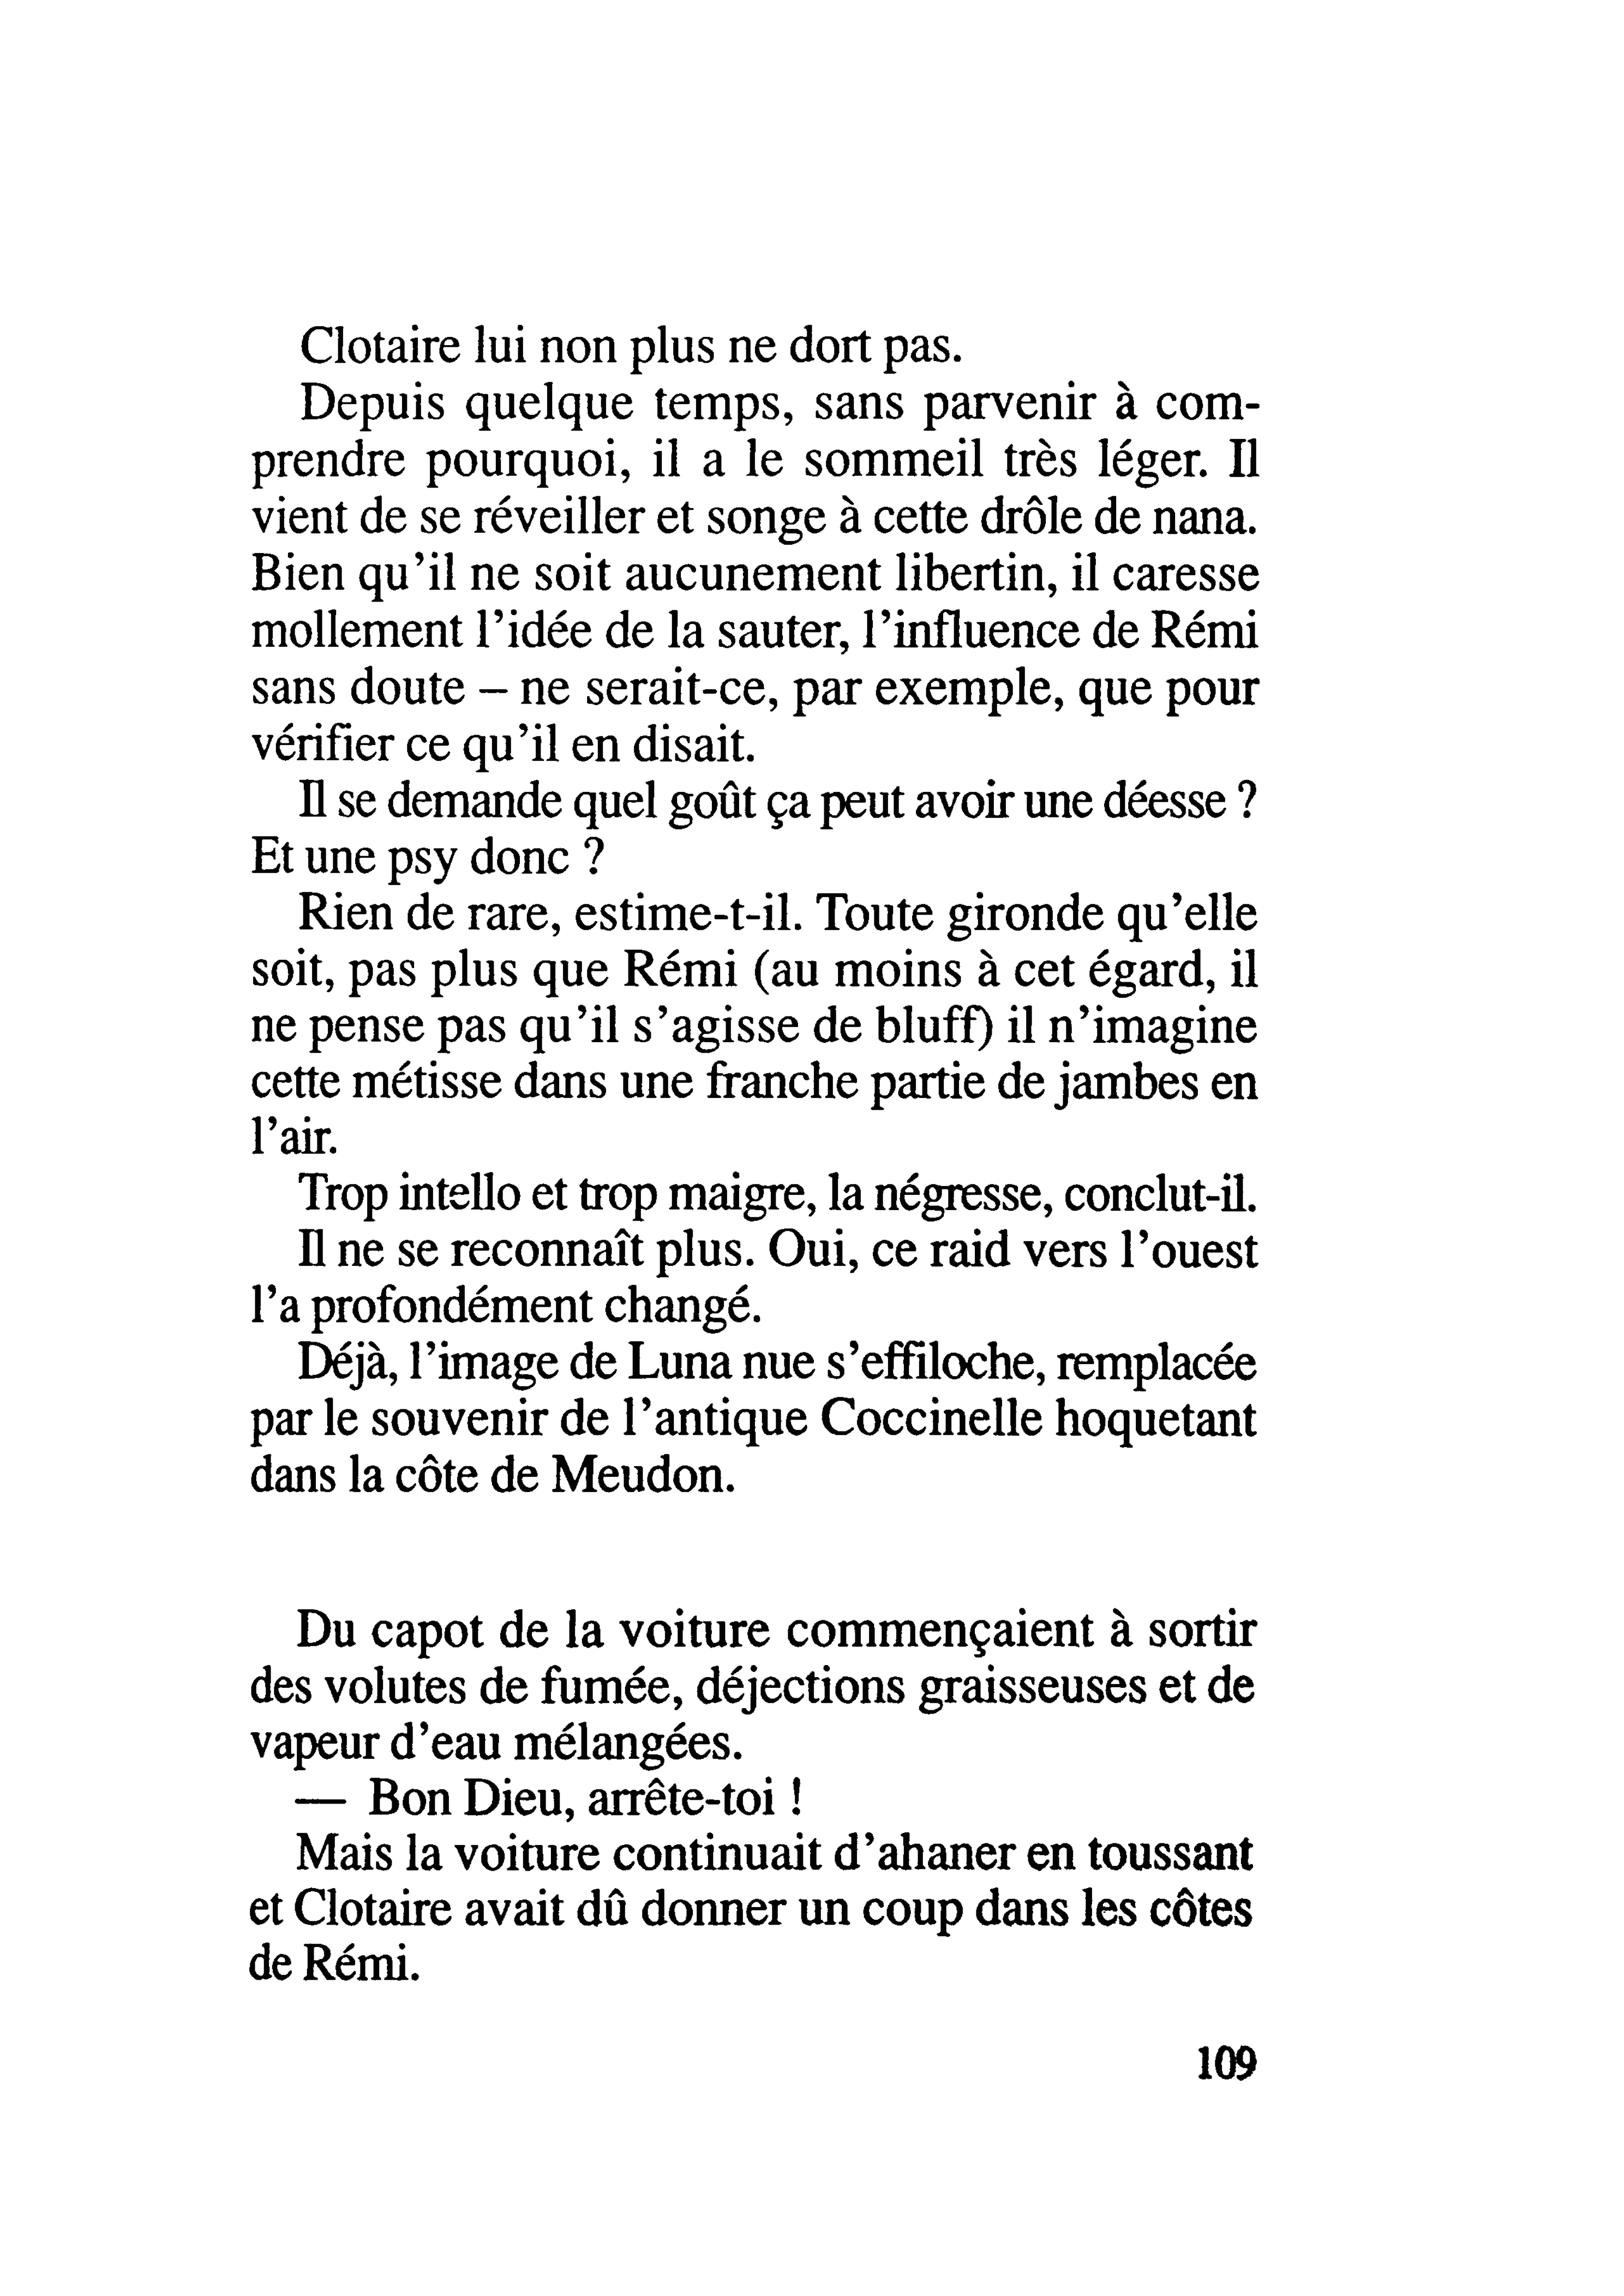 Clotaire lui non plus ne dort pas.
Depuis quelque temps, sans parvenir à com-
prendre pourquoi, il a le sommeil très léger. Il
vient de se réveiller et songe à cette drôle de nana.
Bien qu'il ne soit aucunement libertin, il caresse
mollement l'idée de la sauter, l'influence de Rémi
sans doute – ne serait-ce, par exemple, que pour
vérifier ce qu'il en disait.
Il se demande quel goût ça peut avoir une déesse ?
Et une psy donc ?
Rien de rare, estime-t-il. Toute gironde qu'elle
soit, pas plus que Rémi (au moins à cet égard, il
ne pense pas qu'il s'agisse de bluff) il n'imagine
cette métisse dans une franche partie de jambes en
l'air.
Trop intello et trop maigre, la négresse, conclut-il.
Il ne se reconnaît plus. Oui, ce raid vers l'ouest
l'a profondément changé.
Déjà, l'image de Luna nue s'effiloche, remplacée
par le souvenir de l'antique Coccinelle hoquetant
dans la côte de Meudon.
Du capot de la voiture commençaient à sortir
des volutes de fumée, déjections graisseuses et de
vapeur d'eau mélangées.
— Bon Dieu, arrête-toi !
Mais la voiture continuait d'ahaner en toussant
et Clotaire avait dû donner un coup dans les côtes
de Rémi.
109